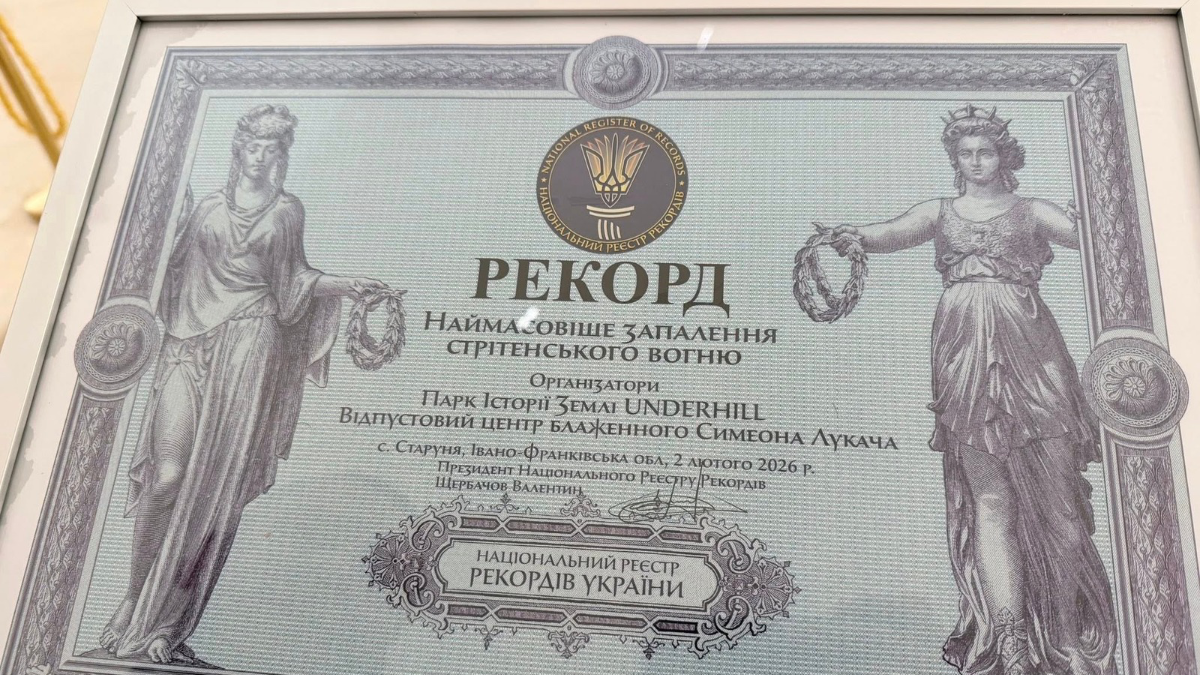 NATIONAL REGISTER OF RECORDS
НАЦІОНАЛЬНИЙ РЕЄСТР РЕКОРДІВ
РЕКОРД
Наймасовіше запалення
стрітенського вогню
Організатори
Парк Історії Землі UNDERHILL
Відпустовий центр блаженного Симеона Лукача
с. Старуня, Івано-Франківська обл, 2 лютого 2026 р.
Президент Національного Реєстру Рекордів
Щербачов Валентин
НАЦІОНАЛЬНИЙ РЕЄСТР
РЕКОРДІВ УКРАЇНИ